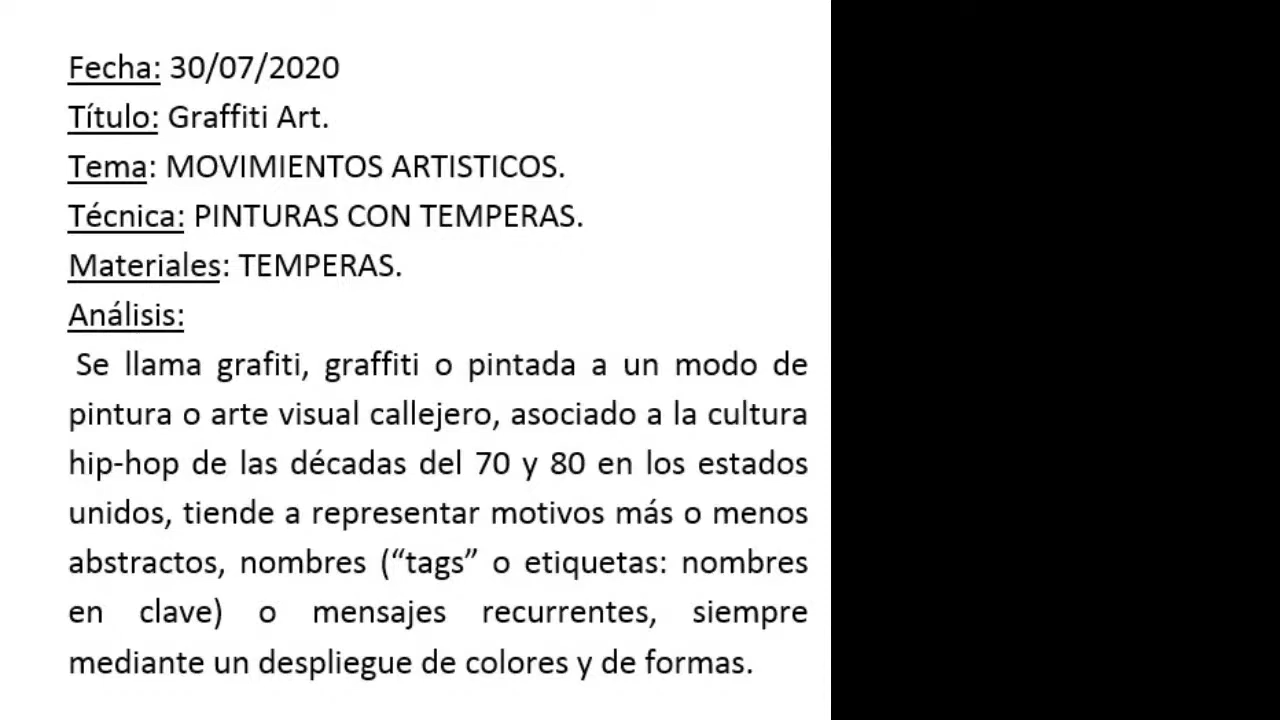 Fecha: 30/07/2020
Título: Graffiti Art.
Tema: MOVIMIENTOS ARTISTICOS.
Técnica: PINTURAS CON TEMPERAS.
Materiales: TEMPERAS.
Análisis:
Se llama grafiti, graffiti o pintada a un modo de
pintura o arte visual callejero, asociado a la cultura
hip-hop de las décadas del 70 y 80 en los estados
unidos, tiende a representar motivos más o menos
abstractos, nombres (“tags” o etiquetas: nombres
en clave) o mensajes recurrentes, siempre
mediante un despliegue de colores y de formas.